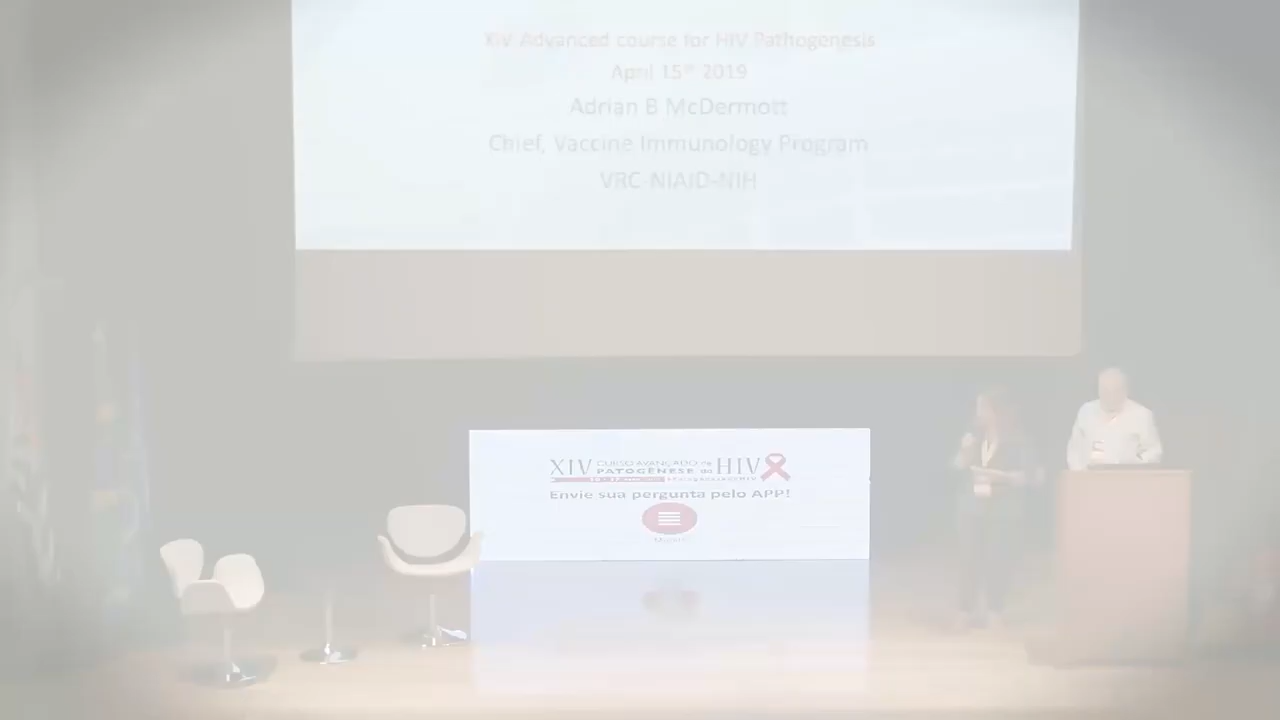 XIV Advanced course for HIV Pathogenesis
April 15th 2019
Adrian B McDermott
Chief, Vaccine Immunology Program
VRC-NIAID-NIH
XIV CURSO AVANÇADO de
PATOGÊNESE do HIV
Envie sua pergunta pelo APP!